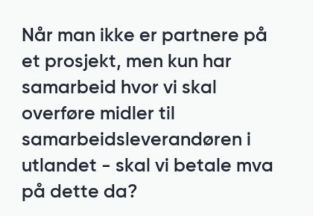 Når man ikke er partnere på
et prosjekt, men kun har
samarbeid hvor vi skal
overføre midler til
samarbeidsleverandøren i
utlandet - skal vi betale mva
på dette da?